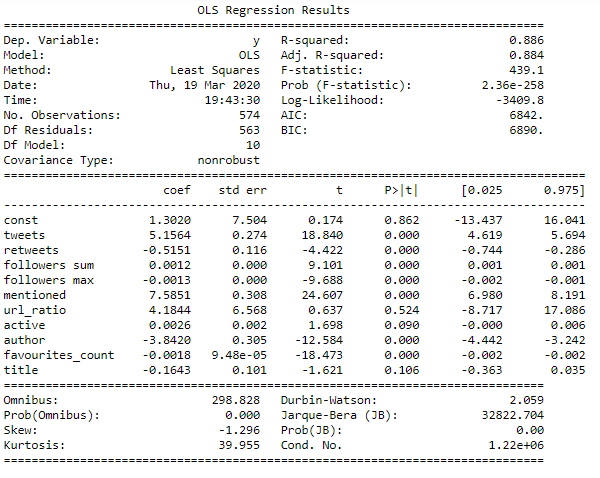 OLS Regression Results
==============================================================================
Dep. Variable: y R-squared: 0.886
Model: OLS Adj. R-squared: 0.884
Method: Least Squares F-statistic: 439.1
Date: Thu, 19 Mar 2020 Prob (F-statistic): 2.36e-258
Time: 19:43:30 Log-Likelihood: -3409.8
No. Observations: 574 AIC: 6842.
Df Residuals: 563 BIC: 6890.
Df Model: 10
Covariance Type: nonrobust
====================================================================================
coef std err t P>|t| [0.025 0.975]
------------------------------------------------------------------------------------
const 1.3020 7.504 0.174 0.862 -13.437 16.041
tweets 5.1564 0.274 18.840 0.000 4.619 5.694
retweets -0.5151 0.116 -4.422 0.000 -0.744 -0.286
followers sum 0.0012 0.000 9.101 0.000 0.001 0.001
followers max -0.0013 0.000 -9.688 0.000 -0.002 -0.001
mentioned 7.5851 0.308 24.607 0.000 6.980 8.191
url_ratio 4.1844 6.568 0.637 0.524 -8.717 17.086
active 0.0026 0.002 1.698 0.090 -0.000 0.006
author -3.8420 0.305 -12.584 0.000 -4.442 -3.242
favourites_count -0.0018 9.48e-05 -18.473 0.000 -0.002 -0.002
title -0.1643 0.101 -1.621 0.106 -0.363 0.035
==============================================================================
Omnibus: 298.828 Durbin-Watson: 2.059
Prob(Omnibus): 0.000 Jarque-Bera (JB): 32822.704
Skew: -1.296 Prob(JB): 0.00
Kurtosis: 39.955 Cond. No. 1.22e+06
==============================================================================